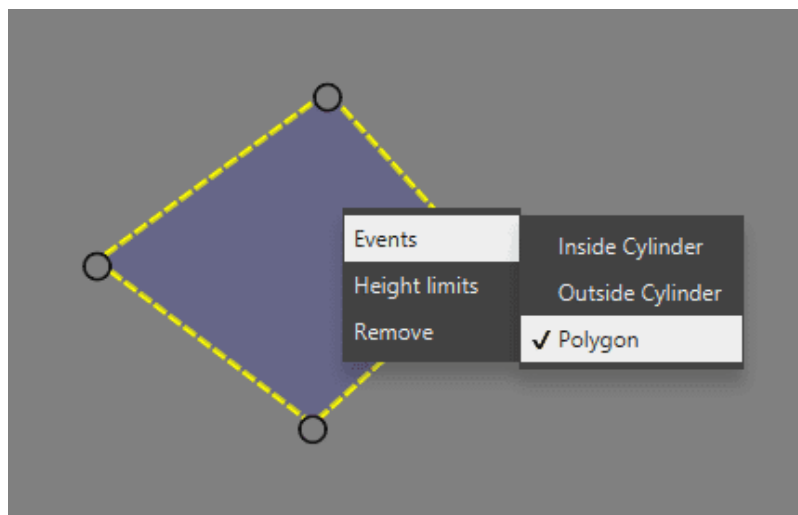 Events
Height limits
Remove
Inside Cylinder
Outside Cylinder
✓ Polygon